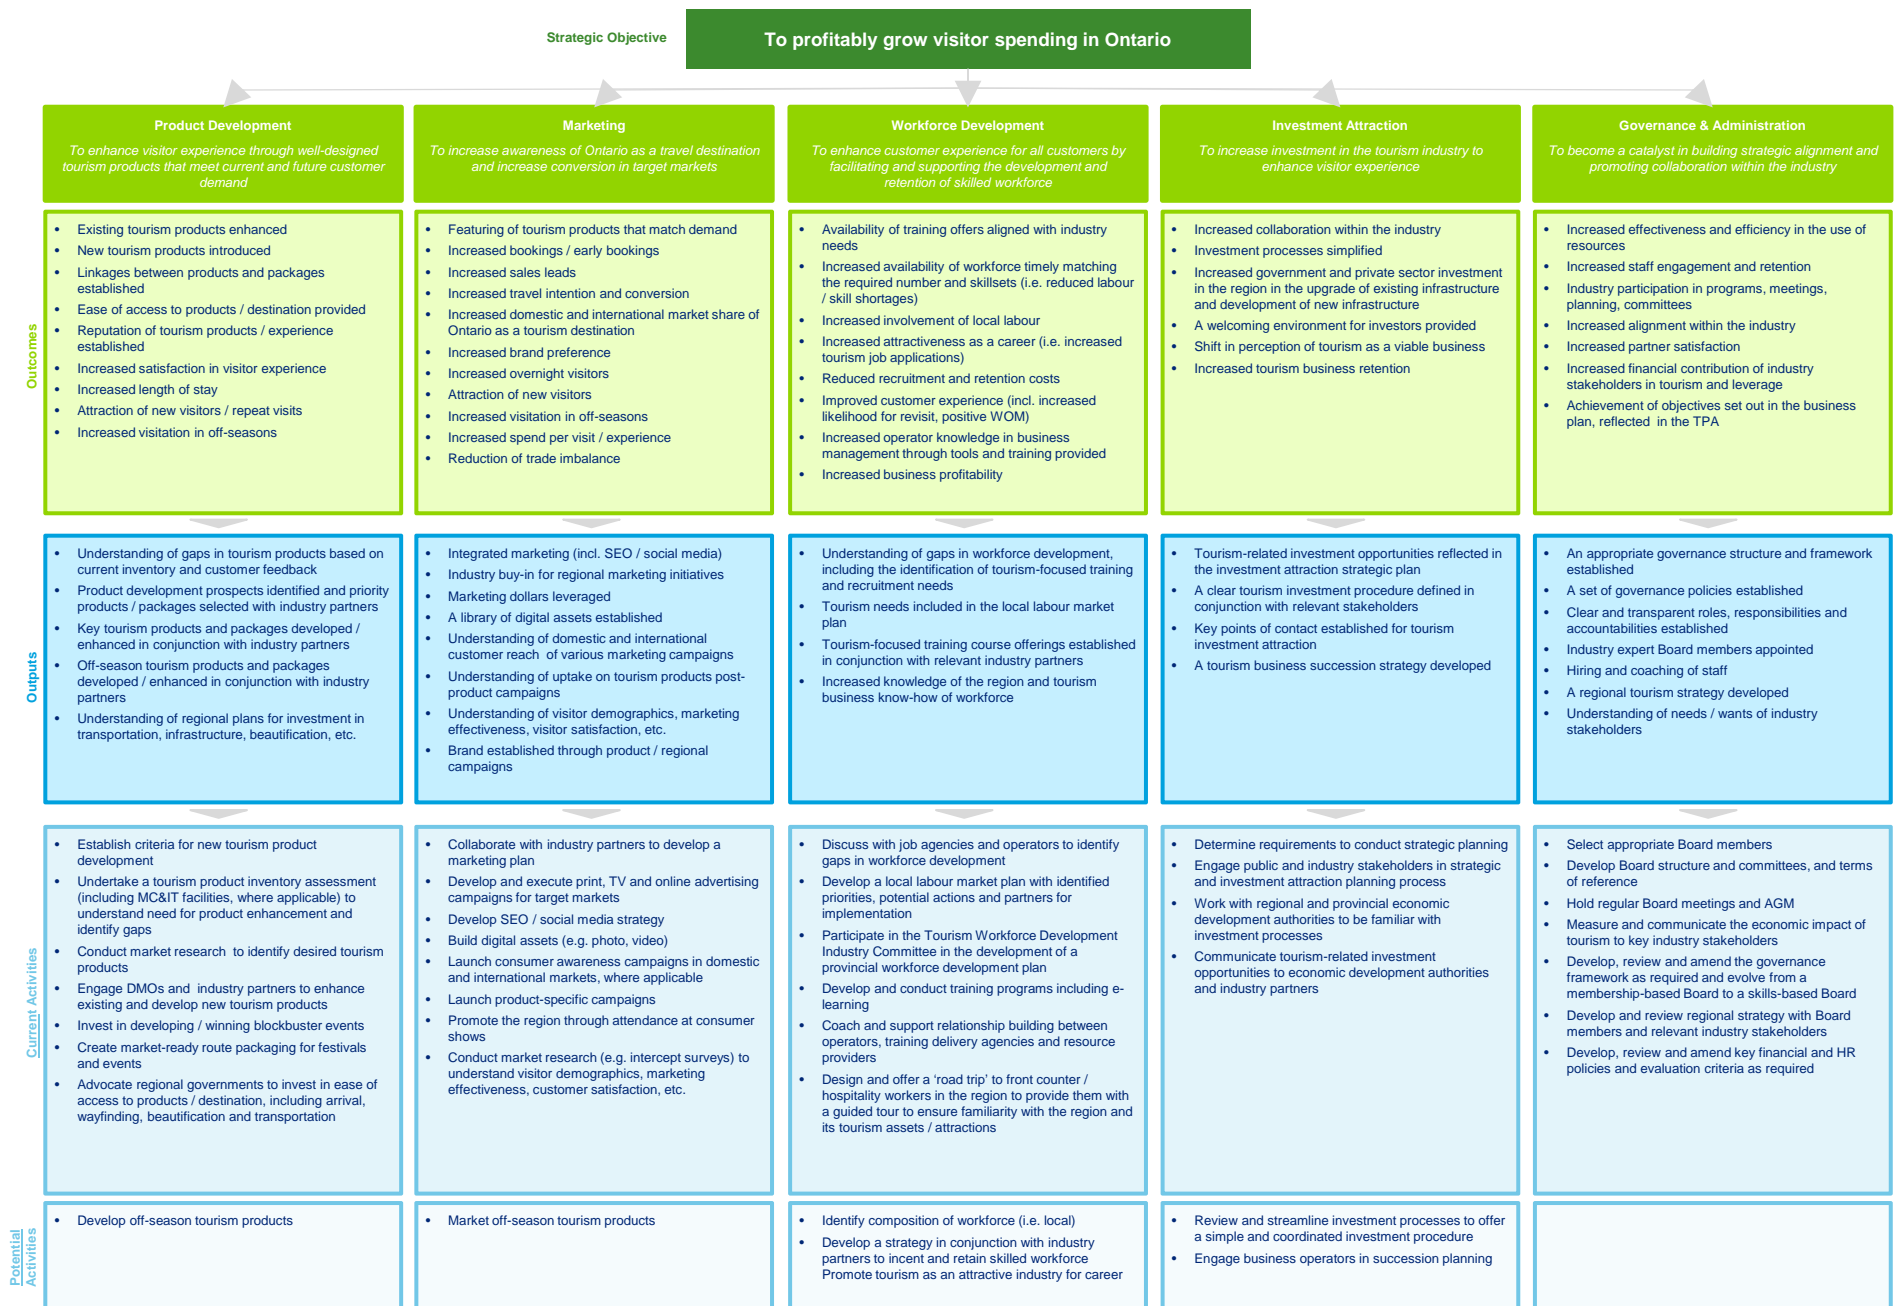 Strategic Objective
To profitably grow visitor spending in Ontario
Product Development
To enhance visitor experience through well-designed
tourism products that meet current and future customer
demand
Marketing
To increase awareness of Ontario as a travel destination
and increase conversion in target markets
Workforce Development
To enhance customer experience for all customers by
facilitating and supporting the development and
retention of skilled workforce
Investment Attraction
To increase investment in the tourism industry to
enhance visitor experience
Governance & Administration
To become a catalyst in building strategic alignment and
promoting collaboration within the industry
Outcomes
• Existing tourism products enhanced
• New tourism products introduced
• Linkages between products and packages
established
• Ease of access to products / destination provided
• Reputation of tourism products / experience
established
• Increased satisfaction in visitor experience
• Increased length of stay
• Attraction of new visitors / repeat visits
• Increased visitation in off-seasons
• Featuring of tourism products that match demand
• Increased bookings / early bookings
• Increased sales leads
• Increased travel intention and conversion
• Increased domestic and international market share of
Ontario as a tourism destination
• Increased brand preference
• Increased overnight visitors
• Attraction of new visitors
• Increased visitation in off-seasons
• Increased spend per visit / experience
• Reduction of trade imbalance
• Availability of training offers aligned with industry
needs
• Increased availability of workforce timely matching
the required number and skillsets (i.e. reduced labour
/ skill shortages)
• Increased involvement of local labour
• Increased attractiveness as a career (i.e. increased
tourism job applications)
• Reduced recruitment and retention costs
• Improved customer experience (incl. increased
likelihood for revisit, positive WOM)
• Increased operator knowledge in business
management through tools and training provided
• Increased business profitability
• Increased collaboration within the industry
• Investment processes simplified
• Increased government and private sector investment
in the region in the upgrade of existing infrastructure
and development of new infrastructure
• A welcoming environment for investors provided
• Shift in perception of tourism as a viable business
• Increased tourism business retention
• Increased effectiveness and efficiency in the use of
resources
• Increased staff engagement and retention
• Industry participation in programs, meetings,
planning, committees
• Increased alignment within the industry
• Increased partner satisfaction
• Increased financial contribution of industry
stakeholders in tourism and leverage
• Achievement of objectives set out in the business
plan, reflected in the TPA
Outputs
• Understanding of gaps in tourism products based on
current inventory and customer feedback
• Product development prospects identified and priority
products / packages selected with industry partners
• Key tourism products and packages developed /
enhanced in conjunction with industry partners
• Off-season tourism products and packages
developed / enhanced in conjunction with industry
partners
• Understanding of regional plans for investment in
transportation, infrastructure, beautification, etc.
• Integrated marketing (incl. SEO / social media)
• Industry buy-in for regional marketing initiatives
• Marketing dollars leveraged
• A library of digital assets established
• Understanding of domestic and international
customer reach of various marketing campaigns
• Understanding of uptake on tourism products post-
product campaigns
• Understanding of visitor demographics, marketing
effectiveness, visitor satisfaction, etc.
• Brand established through product / regional
campaigns
• Understanding of gaps in workforce development,
including the identification of tourism-focused training
and recruitment needs
• Tourism needs included in the local labour market
plan
• Tourism-focused training course offerings established
in conjunction with relevant industry partners
• Increased knowledge of the region and tourism
business know-how of workforce
• Tourism-related investment opportunities reflected in
the investment attraction strategic plan
• A clear tourism investment procedure defined in
conjunction with relevant stakeholders
• Key points of contact established for tourism
investment attraction
• A tourism business succession strategy developed
• An appropriate governance structure and framework
established
• A set of governance policies established
• Clear and transparent roles, responsibilities and
accountabilities established
• Industry expert Board members appointed
• Hiring and coaching of staff
• A regional tourism strategy developed
• Understanding of needs / wants of industry
stakeholders
Current Activities
• Establish criteria for new tourism product
development
• Undertake a tourism product inventory assessment
(including MC&IT facilities, where applicable) to
understand need for product enhancement and
identify gaps
• Conduct market research to identify desired tourism
products
• Engage DMOs and industry partners to enhance
existing and develop new tourism products
• Invest in developing / winning blockbuster events
• Create market-ready route packaging for festivals
and events
• Advocate regional governments to invest in ease of
access to products / destination, including arrival,
wayfinding, beautification and transportation
• Collaborate with industry partners to develop a
marketing plan
• Develop and execute print, TV and online advertising
campaigns for target markets
• Develop SEO / social media strategy
• Build digital assets (e.g. photo, video)
• Launch consumer awareness campaigns in domestic
and international markets, where applicable
• Launch product-specific campaigns
• Promote the region through attendance at consumer
shows
• Conduct market research (e.g. intercept surveys) to
understand visitor demographics, marketing
effectiveness, customer satisfaction, etc.
• Discuss with job agencies and operators to identify
gaps in workforce development
• Develop a local labour market plan with identified
priorities, potential actions and partners for
implementation
• Participate in the Tourism Workforce Development
Industry Committee in the development of a
provincial workforce development plan
• Develop and conduct training programs including e-
learning
• Coach and support relationship building between
operators, training delivery agencies and resource
providers
• Design and offer a ‘road trip’ to front counter /
hospitality workers in the region to provide them with
a guided tour to ensure familiarity with the region and
its tourism assets / attractions
• Determine requirements to conduct strategic planning
• Engage public and industry stakeholders in strategic
and investment attraction planning process
• Work with regional and provincial economic
development authorities to be familiar with
investment processes
• Communicate tourism-related investment
opportunities to economic development authorities
and industry partners
• Select appropriate Board members
• Develop Board structure and committees, and terms
of reference
• Hold regular Board meetings and AGM
• Measure and communicate the economic impact of
tourism to key industry stakeholders
• Develop, review and amend the governance
framework as required and evolve from a
membership-based Board to a skills-based Board
• Develop and review regional strategy with Board
members and relevant industry stakeholders
• Develop, review and amend key financial and HR
policies and evaluation criteria as required
Potential
Activities
• Develop off-season tourism products
• Market off-season tourism products
• Identify composition of workforce (i.e. local)
• Develop a strategy in conjunction with industry
partners to incent and retain skilled workforce
Promote tourism as an attractive industry for career
• Review and streamline investment processes to offer
a simple and coordinated investment procedure
• Engage business operators in succession planning